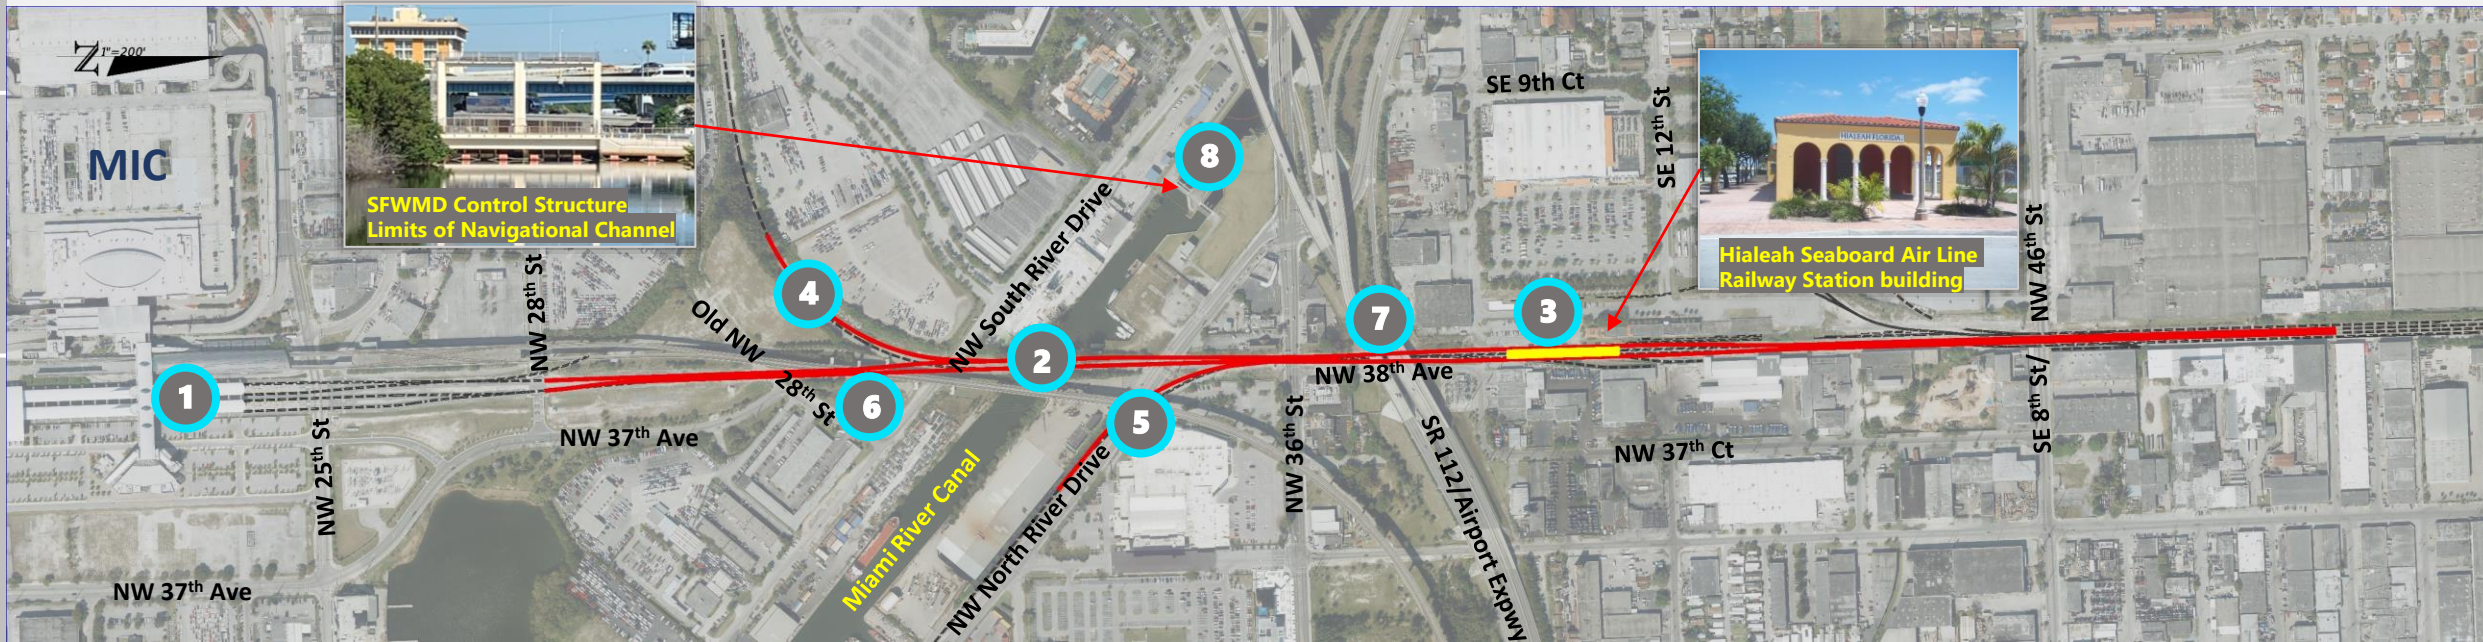 Z 1"=200'
MIC
SFWMD Control Structure
Limits of Navigational Channel
HIALEAH FLORIDA
Hialeah Seaboard Air Line
Railway Station building
SE 9th Ct
SE 12th St
NW 46th St
SE 8th St/
NW 28th St
NW 25th St
NW 37th Ave
NW 37th Ave
Old NW
28th St
NW South River Drive
NW North River Drive
Miami River Canal
NW 38th Ave
NW 36th St
SR 112/Airport Expwy
NW 37th Ct
1
2
3
4
5
6
7
8